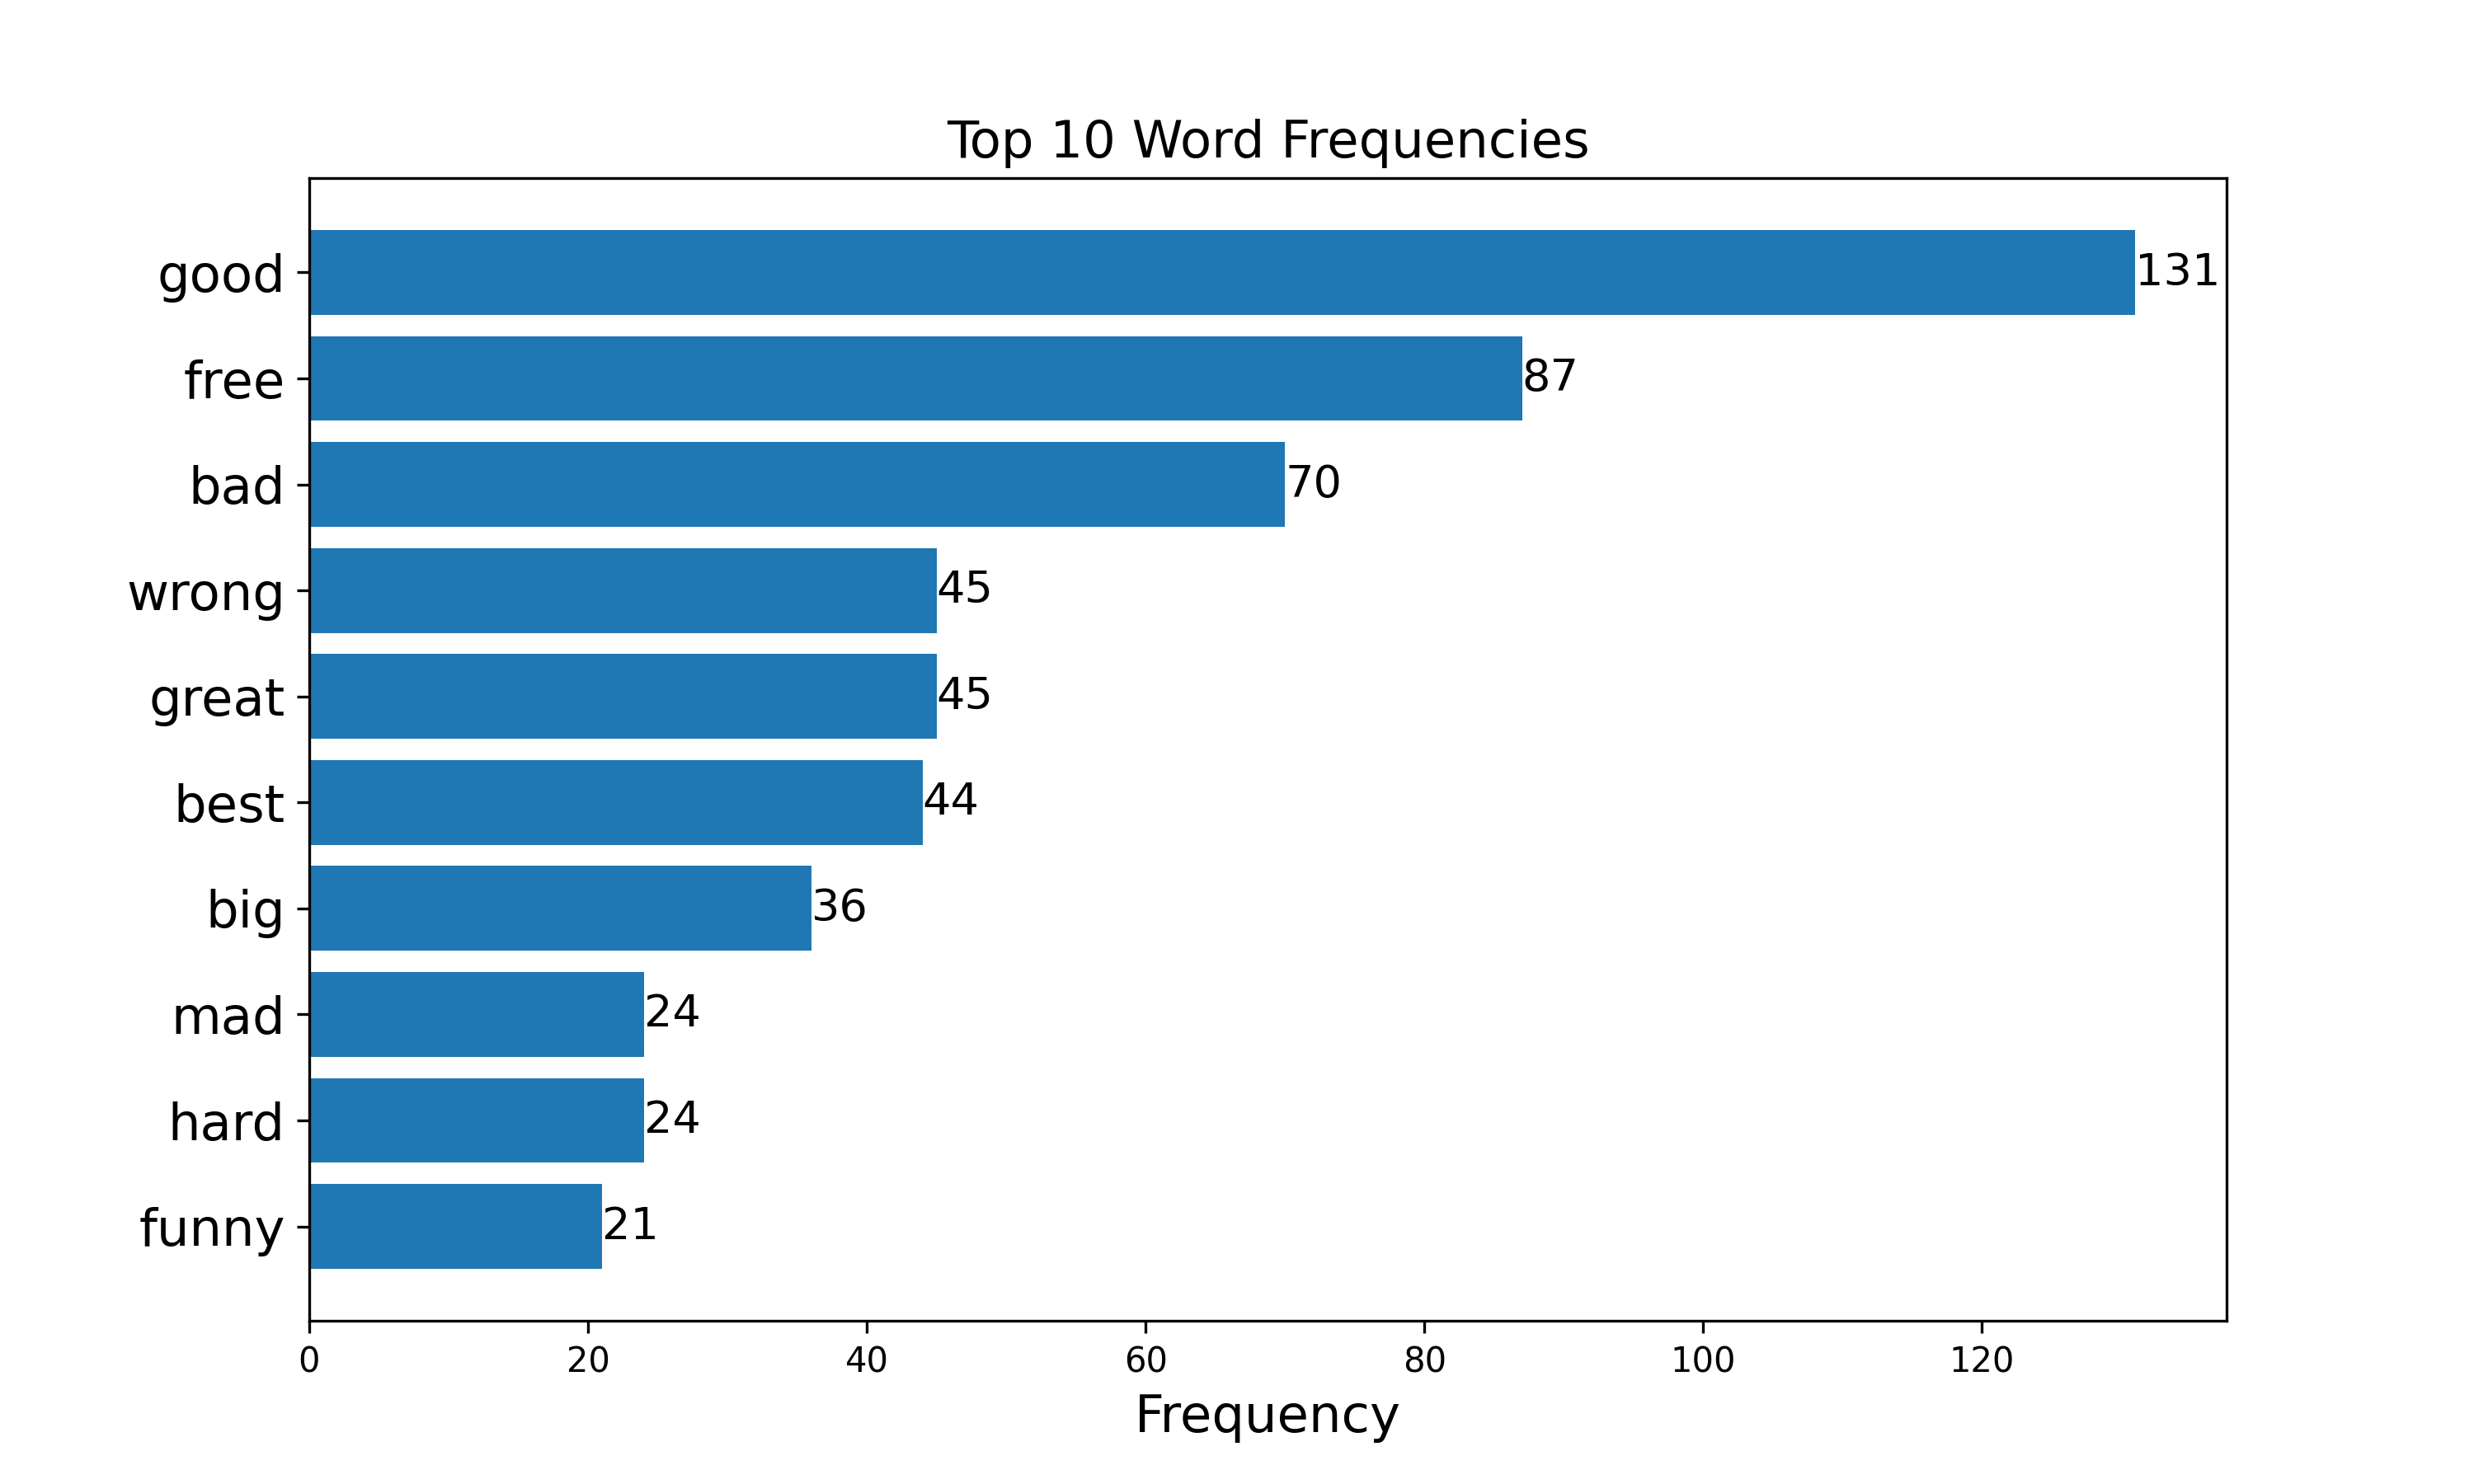 Top 10 Word Frequencies
good 131
free 87
bad 70
wrong 45
great 45
best 44
big 36
mad 24
hard 24
funny 21
0 20 40 60 80 100 120
Frequency